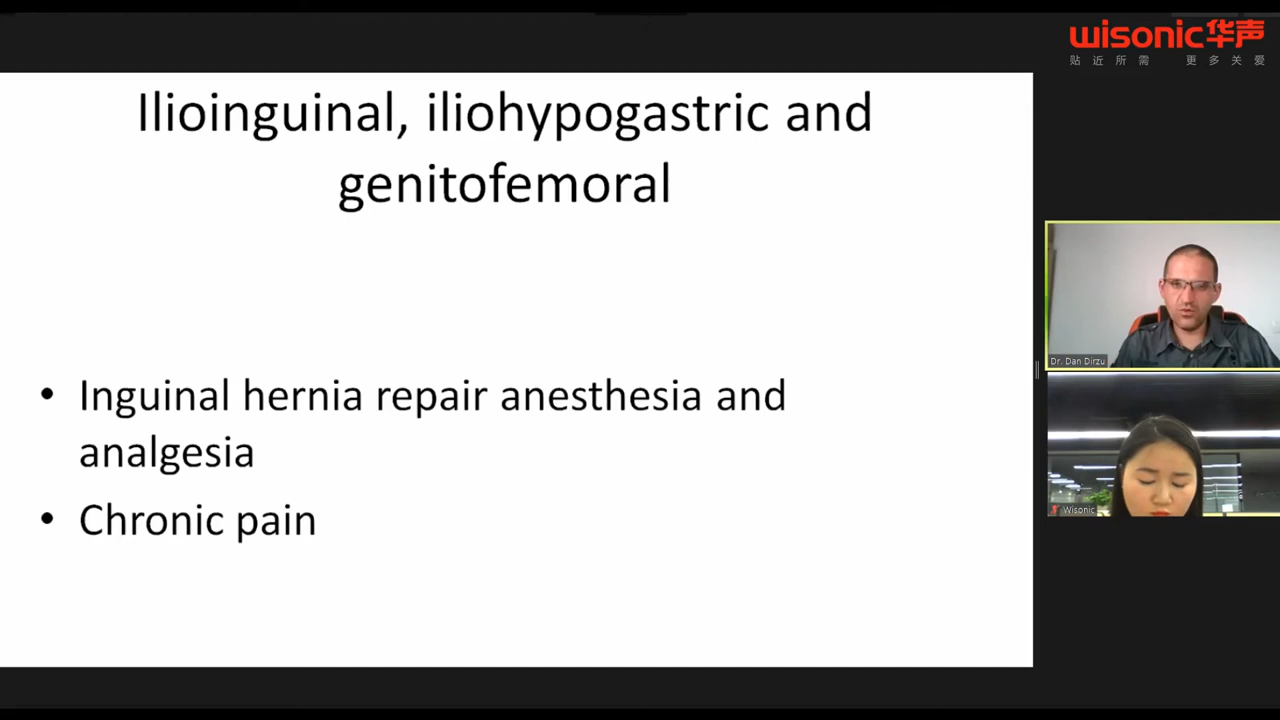 wisonic华声
贴近所需 更多关爱
Ilioinguinal, iliohypogastric and
genitofemoral
• Inguinal hernia repair anesthesia and
analgesia
• Chronic pain
Dr. Dan Dirzu
Wisonic